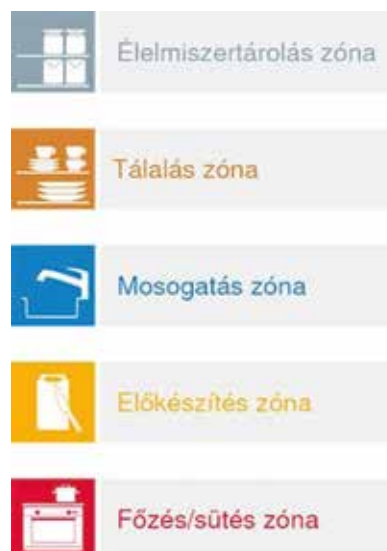 Élelmiszertárolás zóna
Tálalás zóna
Mosogatás zóna
Előkészítés zóna
Főzés/sütés zóna